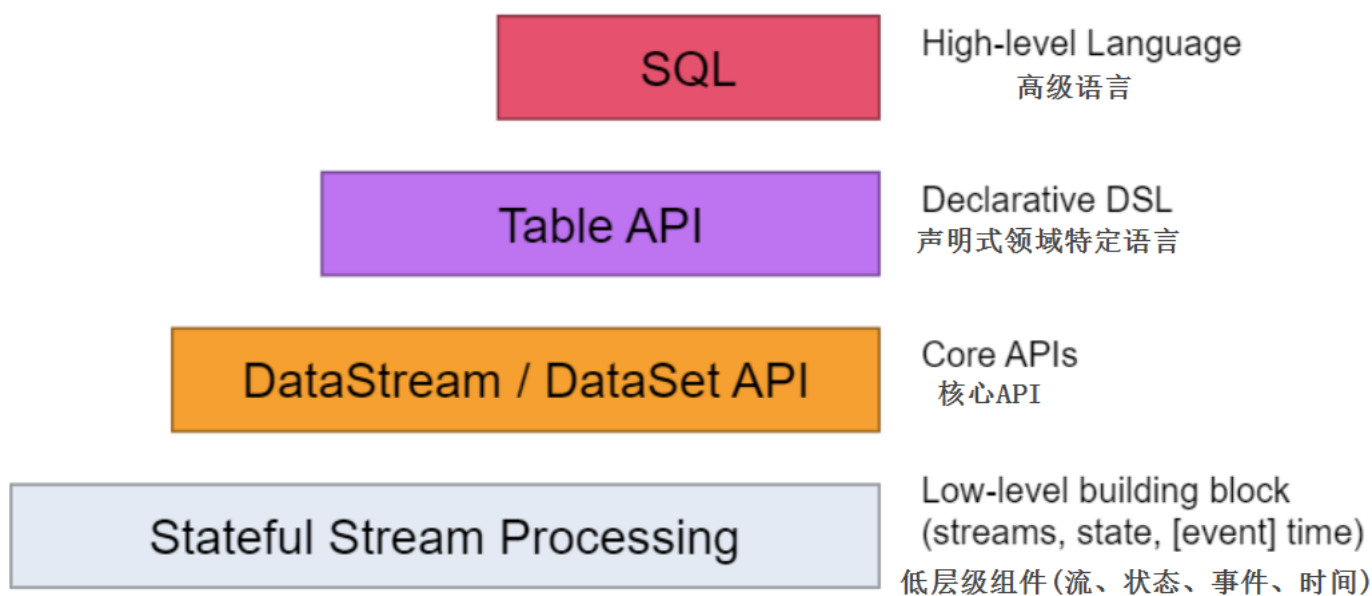 SQL
High-level Language
高级语言
Table API
Declarative DSL
声明式领域特定语言
DataStream / DataSet API
Core APIs
核心API
Stateful Stream Processing
Low-level building block
(streams, state, [event] time)
低层级组件(流、状态、事件、时间)